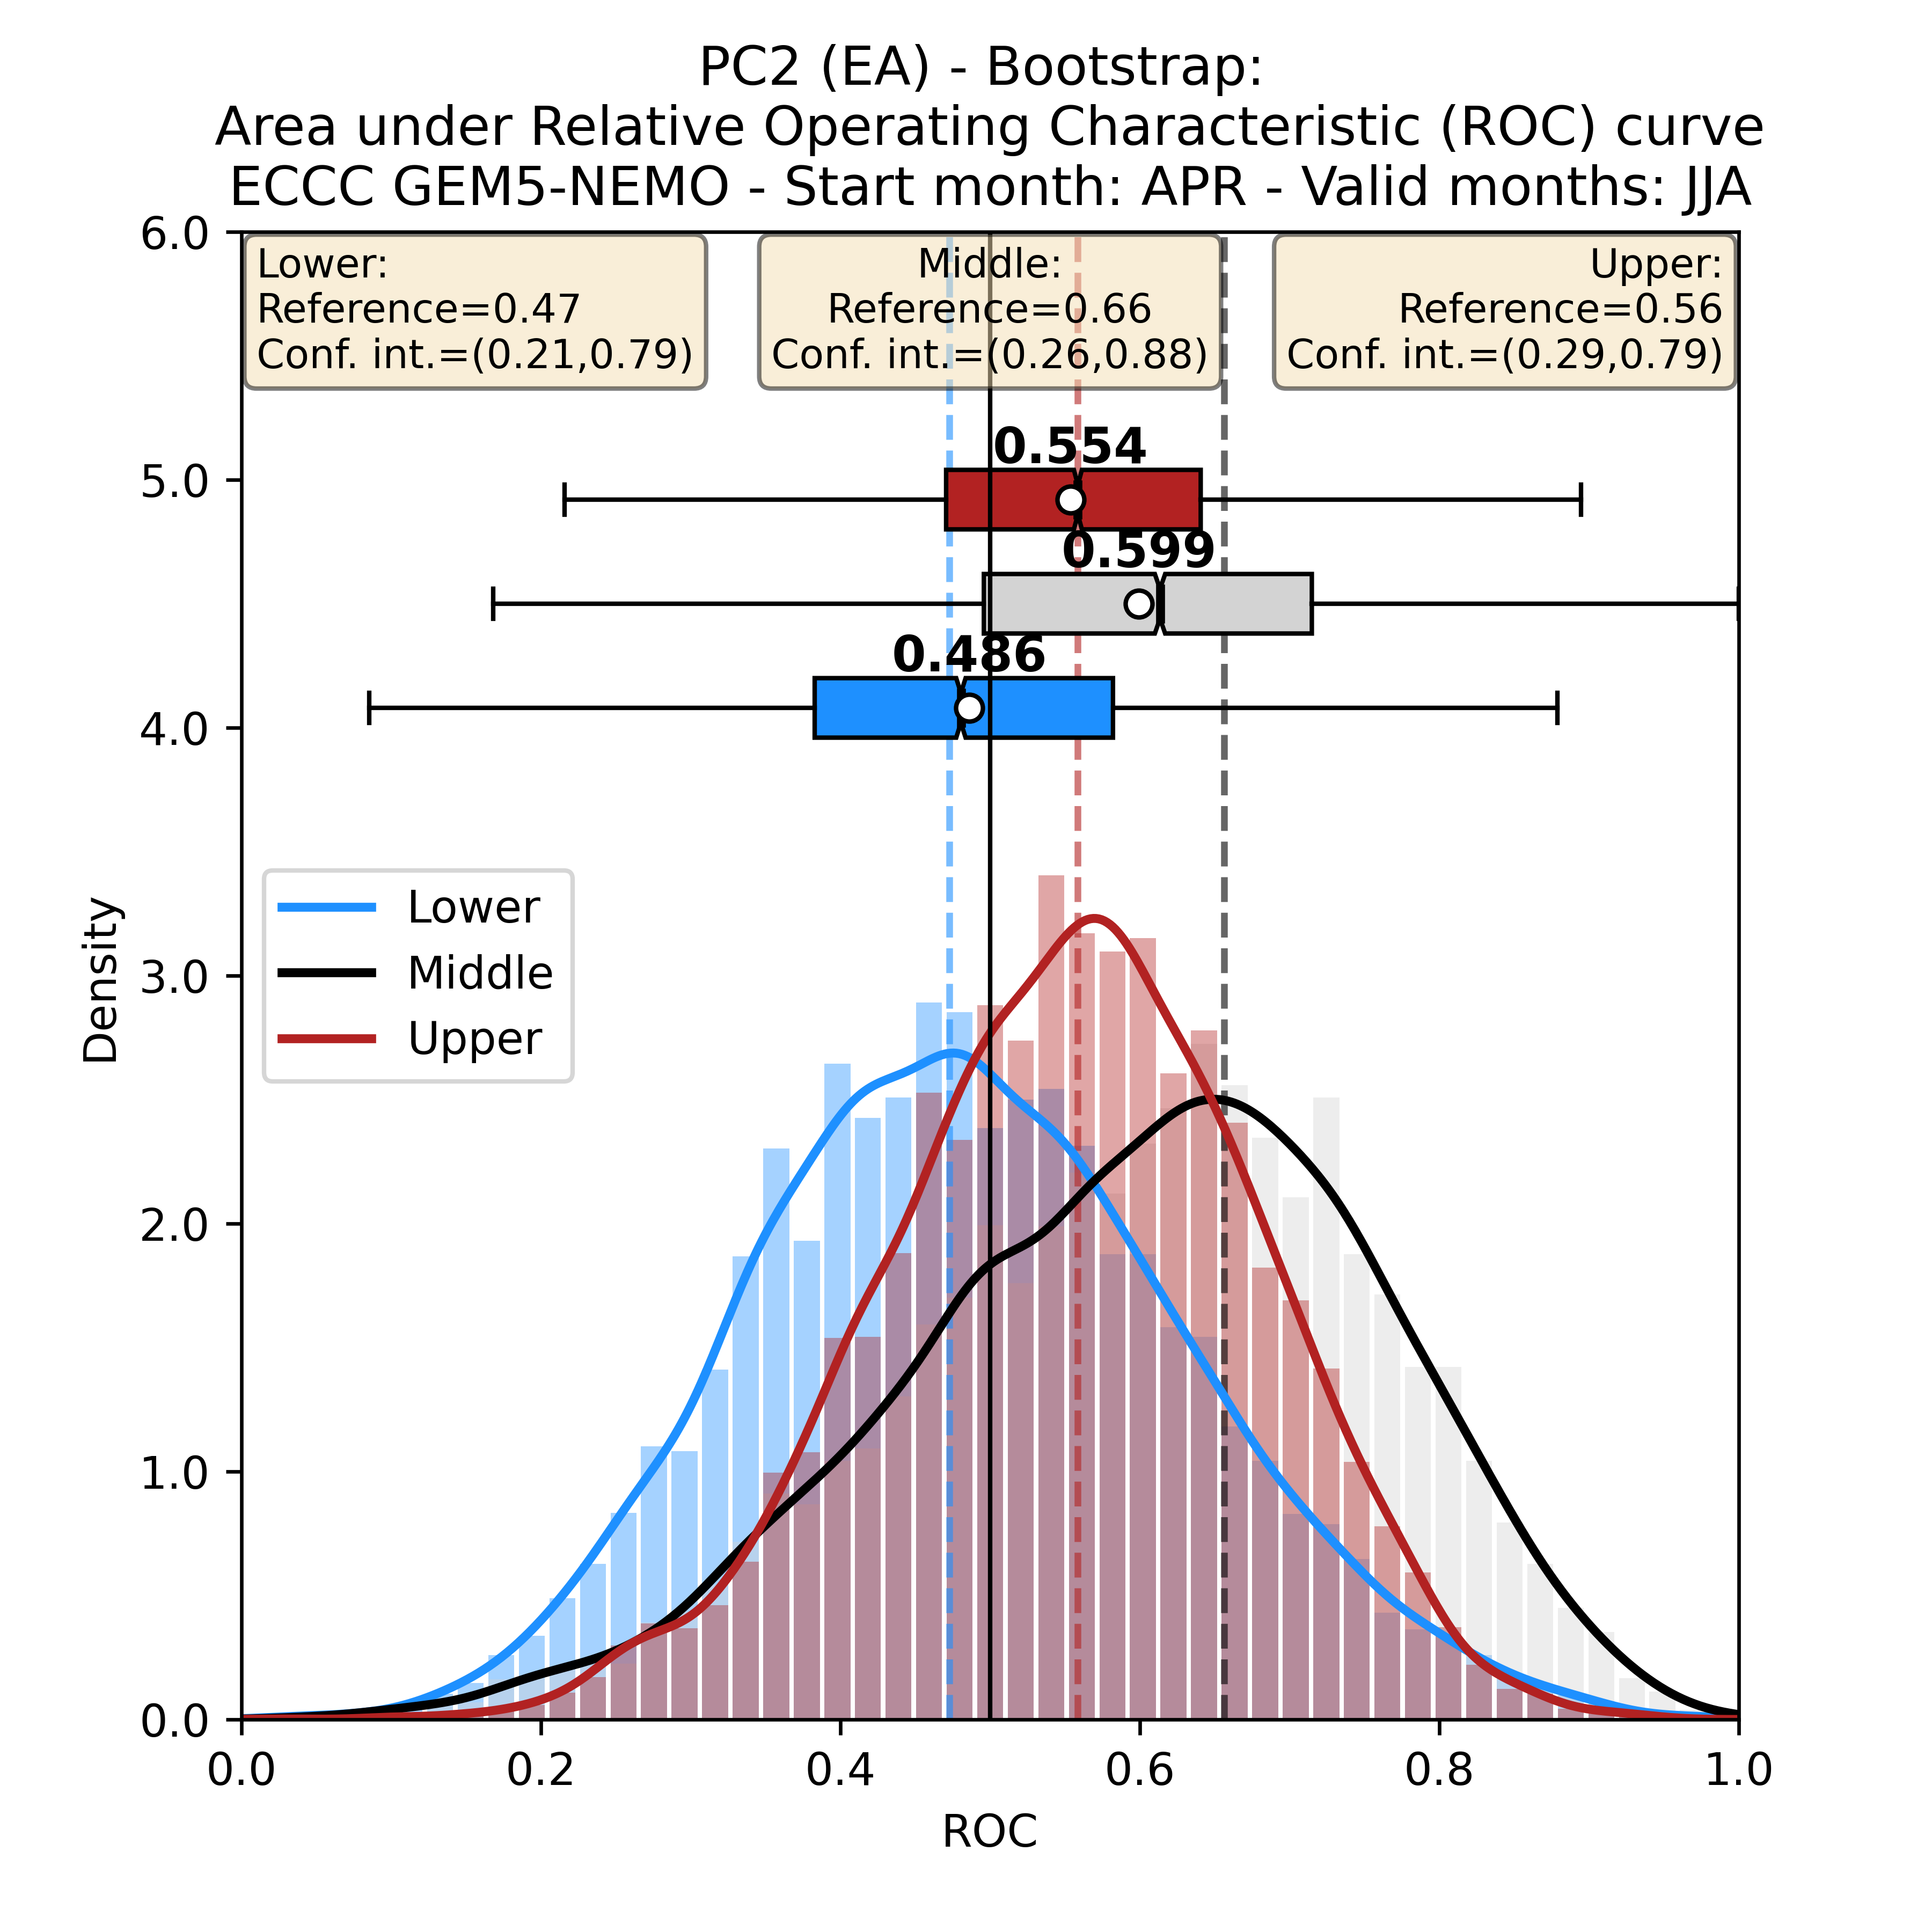 PC2 (EA) - Bootstrap:
Area under Relative Operating Characteristic (ROC) curve
ECCC GEM5-NEMO - Start month: APR - Valid months: JJA
Lower:
Reference=0.47
Conf. int.=(0.21,0.79)
Middle:
Reference=0.66
Conf. int.=(0.26,0.88)
Upper:
Reference=0.56
Conf. int.=(0.29,0.79)
0.554
0.599
0.486
Lower
Middle
Upper
Density
6.0
5.0
4.0
3.0
2.0
1.0
0.0
0.0 0.2 0.4 0.6 0.8 1.0
ROC